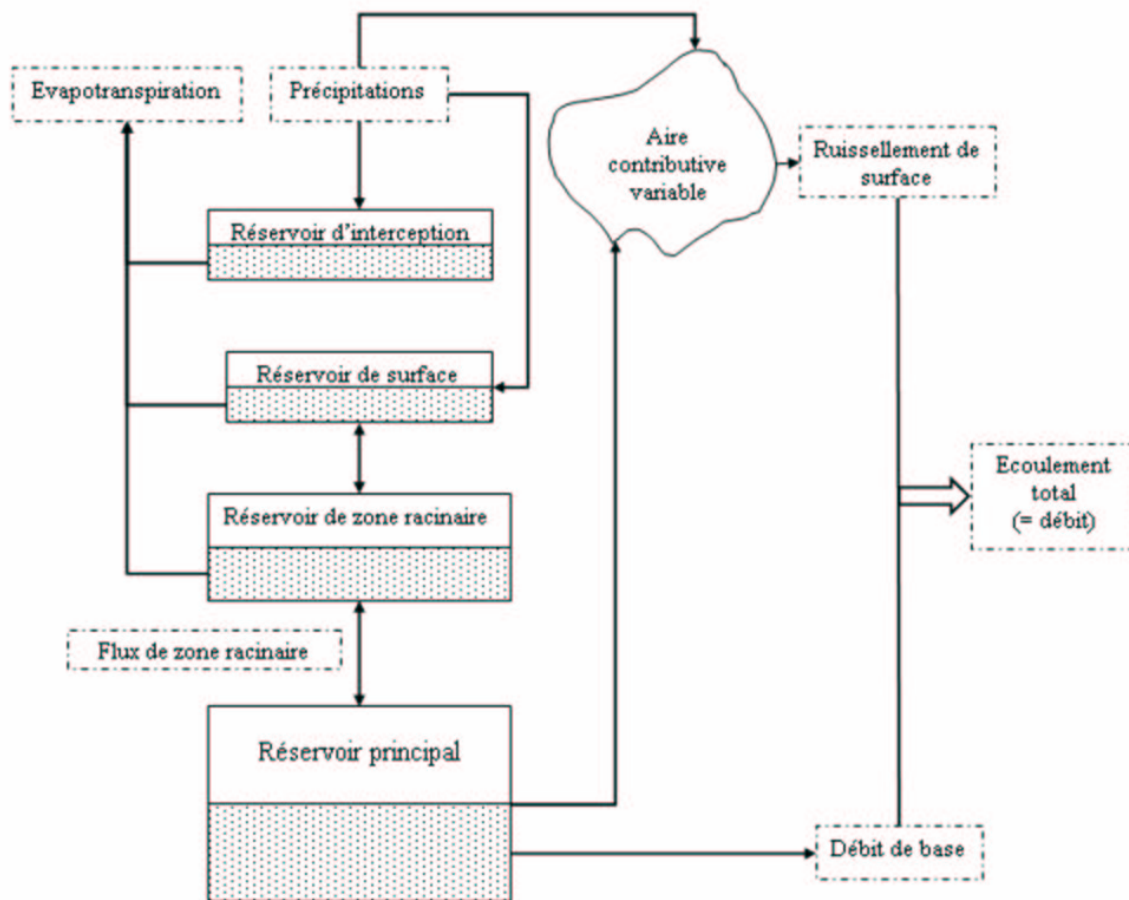 Evapotranspiration
Précipitations
Aire
contributive
variable
Ruissellement de
surface
Réservoir d'interception
Réservoir de surface
Réservoir de zone racinaire
Ecoulement
total
(= débit)
Flux de zone racinaire
Réservoir principal
Débit de base